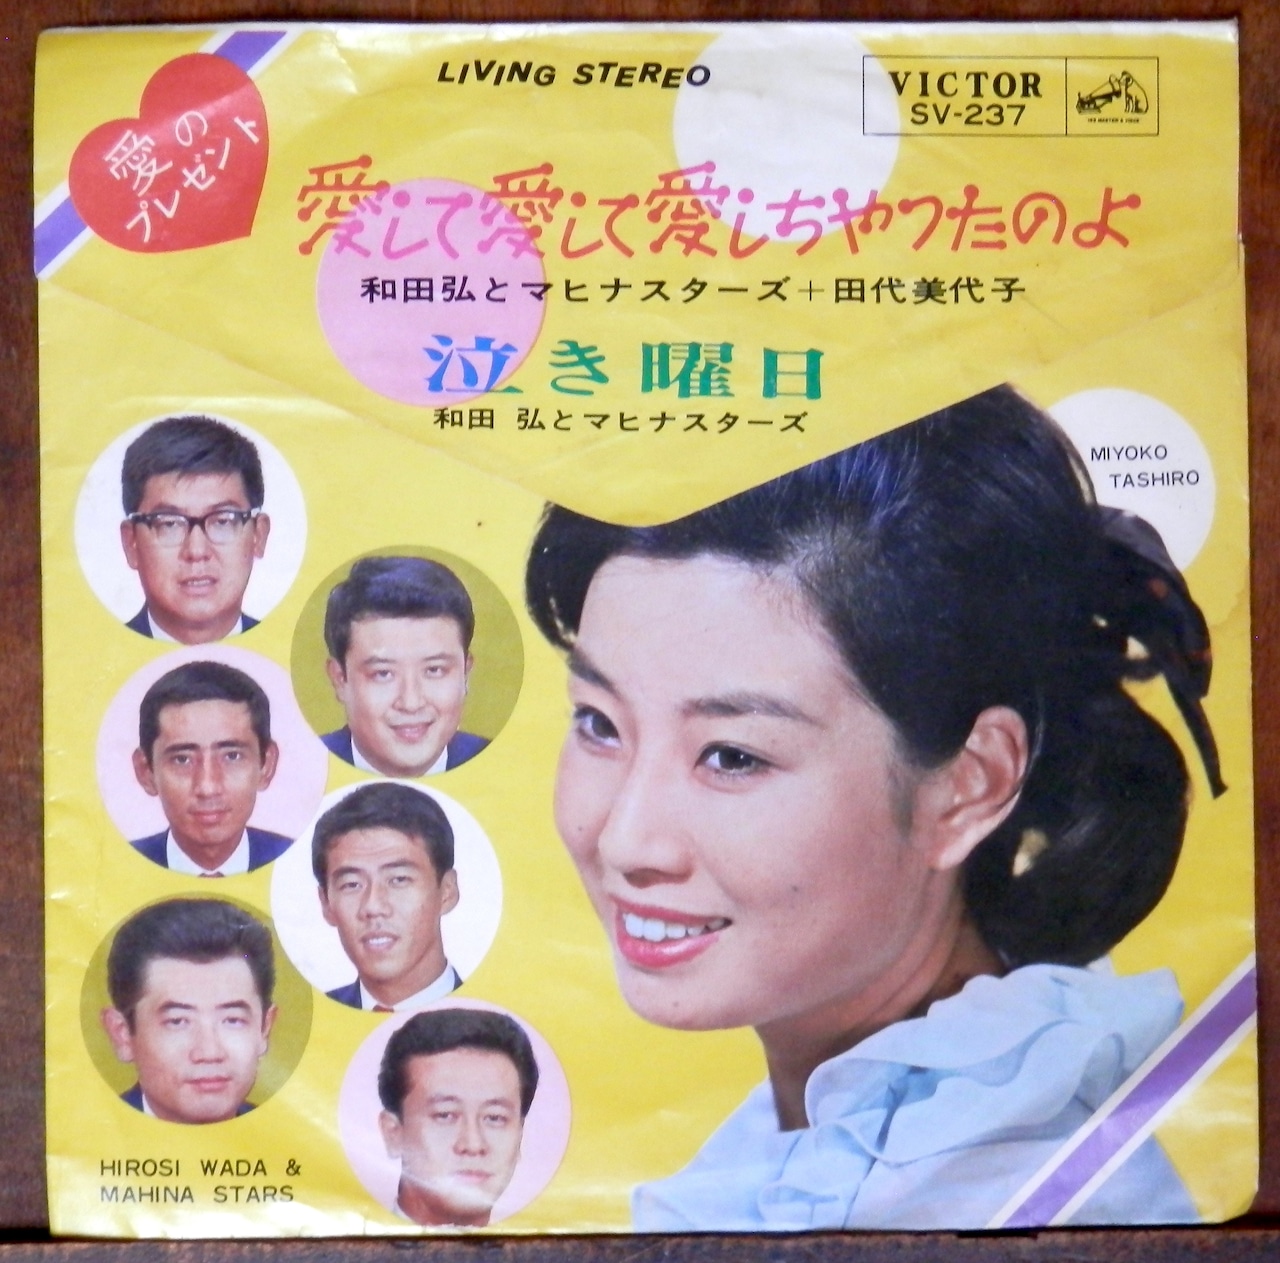 LIVING STEREO
VICTOR
SV-237
HIS MASTER'S VOICE
愛の
プレゼント
愛して愛して愛しちゃったのよ
和田弘とマヒナスターズ＋田代美代子
泣き曜日
和田 弘とマヒナスターズ
MIYOKO
TASHIRO
HIROSI WADA &
MAHINA STARS